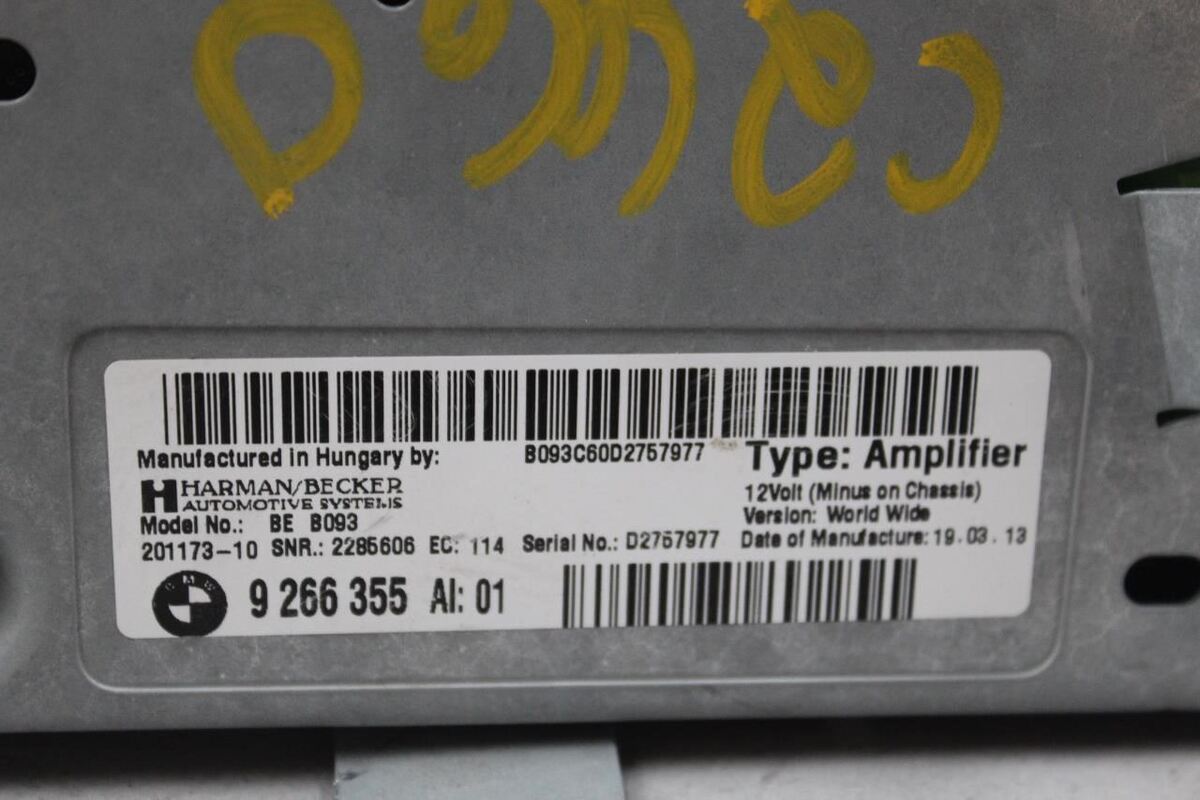 Manufactured in Hungary by:
B093C60D2757977
Type: Amplifier
HARMAN/BECKER
AUTOMOTIVE SYSTEMS
12Volt (Minus on Chassis)
Model No.: BE B093
Version: World Wide
201173-10 SNR.: 2285606 EC: 114 Serial No.: D2757977 Date of Manufacture: 19.03.13
BMW
9 266 355 AI: 01